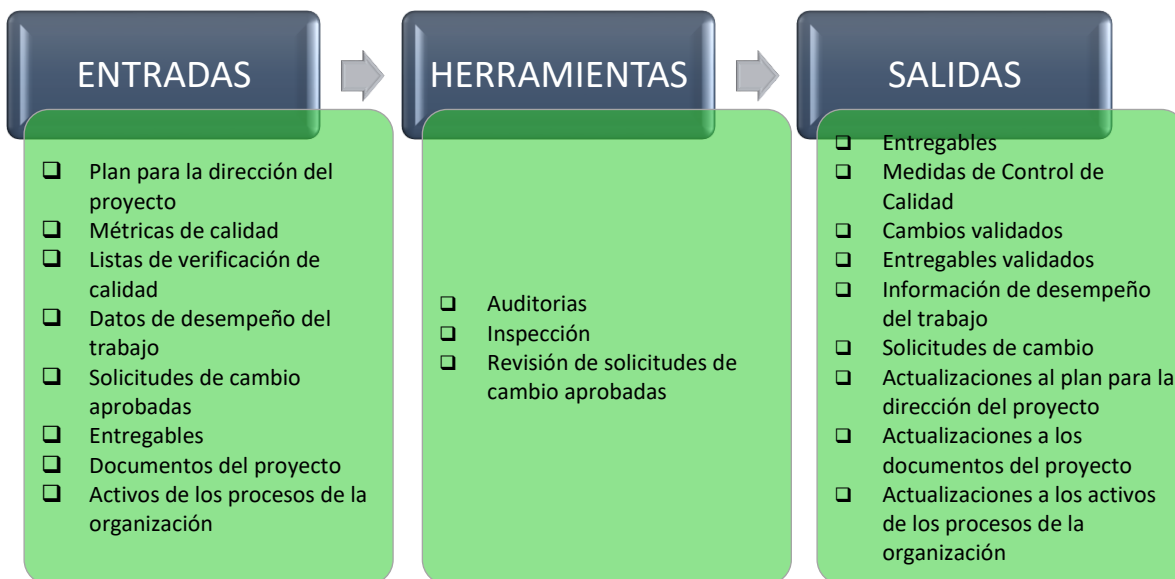 ENTRADAS
Plan para la dirección del
proyecto
Métricas de calidad
Listas de verificación de
calidad
Datos de desempeño del
trabajo
Solicitudes de cambio
aprobadas
Entregables
Documentos del proyecto
Activos de los procesos de la
organización
HERRAMIENTAS
Auditorias
Inspección
Revisión de solicitudes de
cambio aprobadas
SALIDAS
Entregables
Medidas de Control de
Calidad
Cambios validados
Entregables validados
Información de desempeño
del trabajo
Solicitudes de cambio
Actualizaciones al plan para la
dirección del proyecto
Actualizaciones a los
documentos del proyecto
Actualizaciones a los activos
de los procesos de la
organización